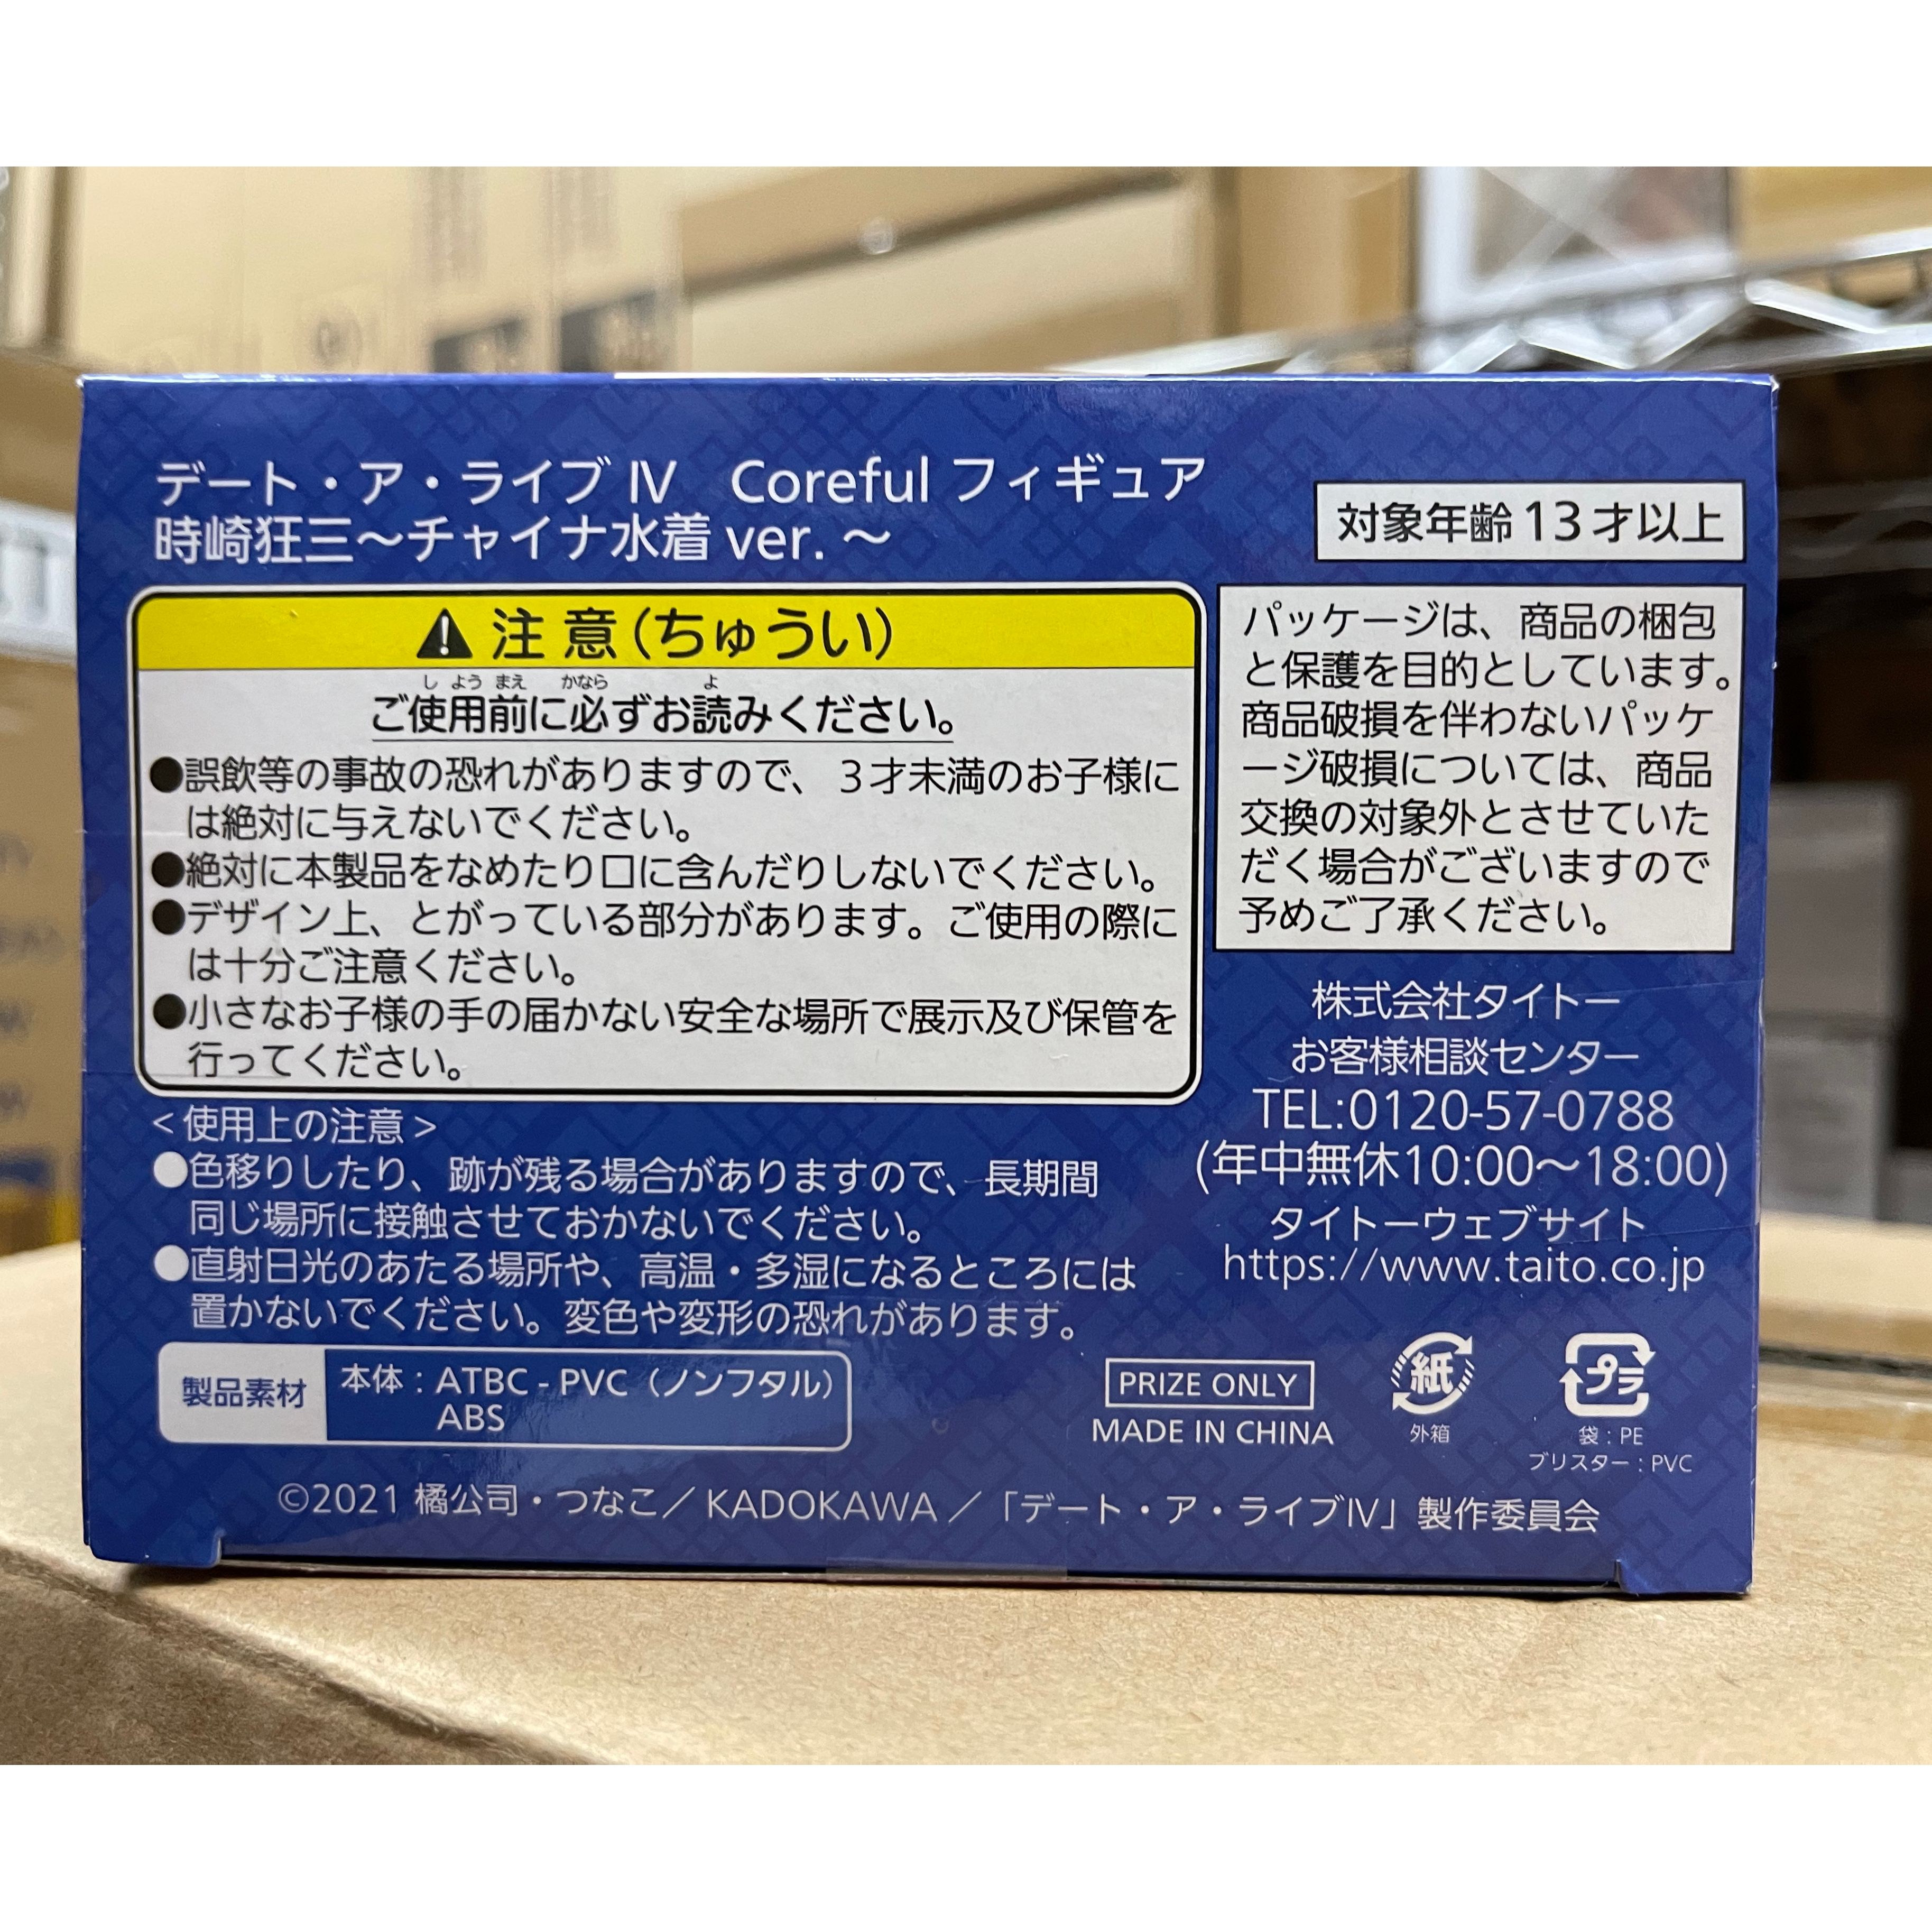 デート・ア・ライブⅣ　Coreful フィギュア
時崎狂三～チャイナ水着 ver. ～
対象年齢 13 才以上
注意(ちゅうい)
ご使用前に必ずお読みください。
し よう まえ かなら よ
●誤飲等の事故の恐れがありますので、３才未満のお子様に
は絶対に与えないでください。
●絶対に本製品をなめたり口に含んだりしないでください。
●デザイン上、とがっている部分があります。ご使用の際に
は十分ご注意ください。
●小さなお子様の手の届かない安全な場所で展示及び保管を
行ってください。
パッケージは、商品の梱包
と保護を目的としています。
商品破損を伴わないパッケ
ージ破損については、商品
交換の対象外とさせていた
だく場合がございますので
予めご了承ください。
＜使用上の注意＞
●色移りしたり、跡が残る場合がありますので、長期間
同じ場所に接触させておかないでください。
●直射日光のあたる場所や、高温・多湿になるところには
置かないでください。変色や変形の恐れがあります。
株式会社タイトー
お客様相談センター
TEL:0120-57-0788
(年中無休10:00～18:00)
タイトーウェブサイト
https://www.taito.co.jp
製品素材
本体：ATBC - PVC（ノンフタル）
ABS
PRIZE ONLY
MADE IN CHINA
紙
外箱
プラ
袋：PE
ブリスター：PVC
©2021 橘公司・つなこ／KADOKAWA／「デート・ア・ライブⅣ」製作委員会